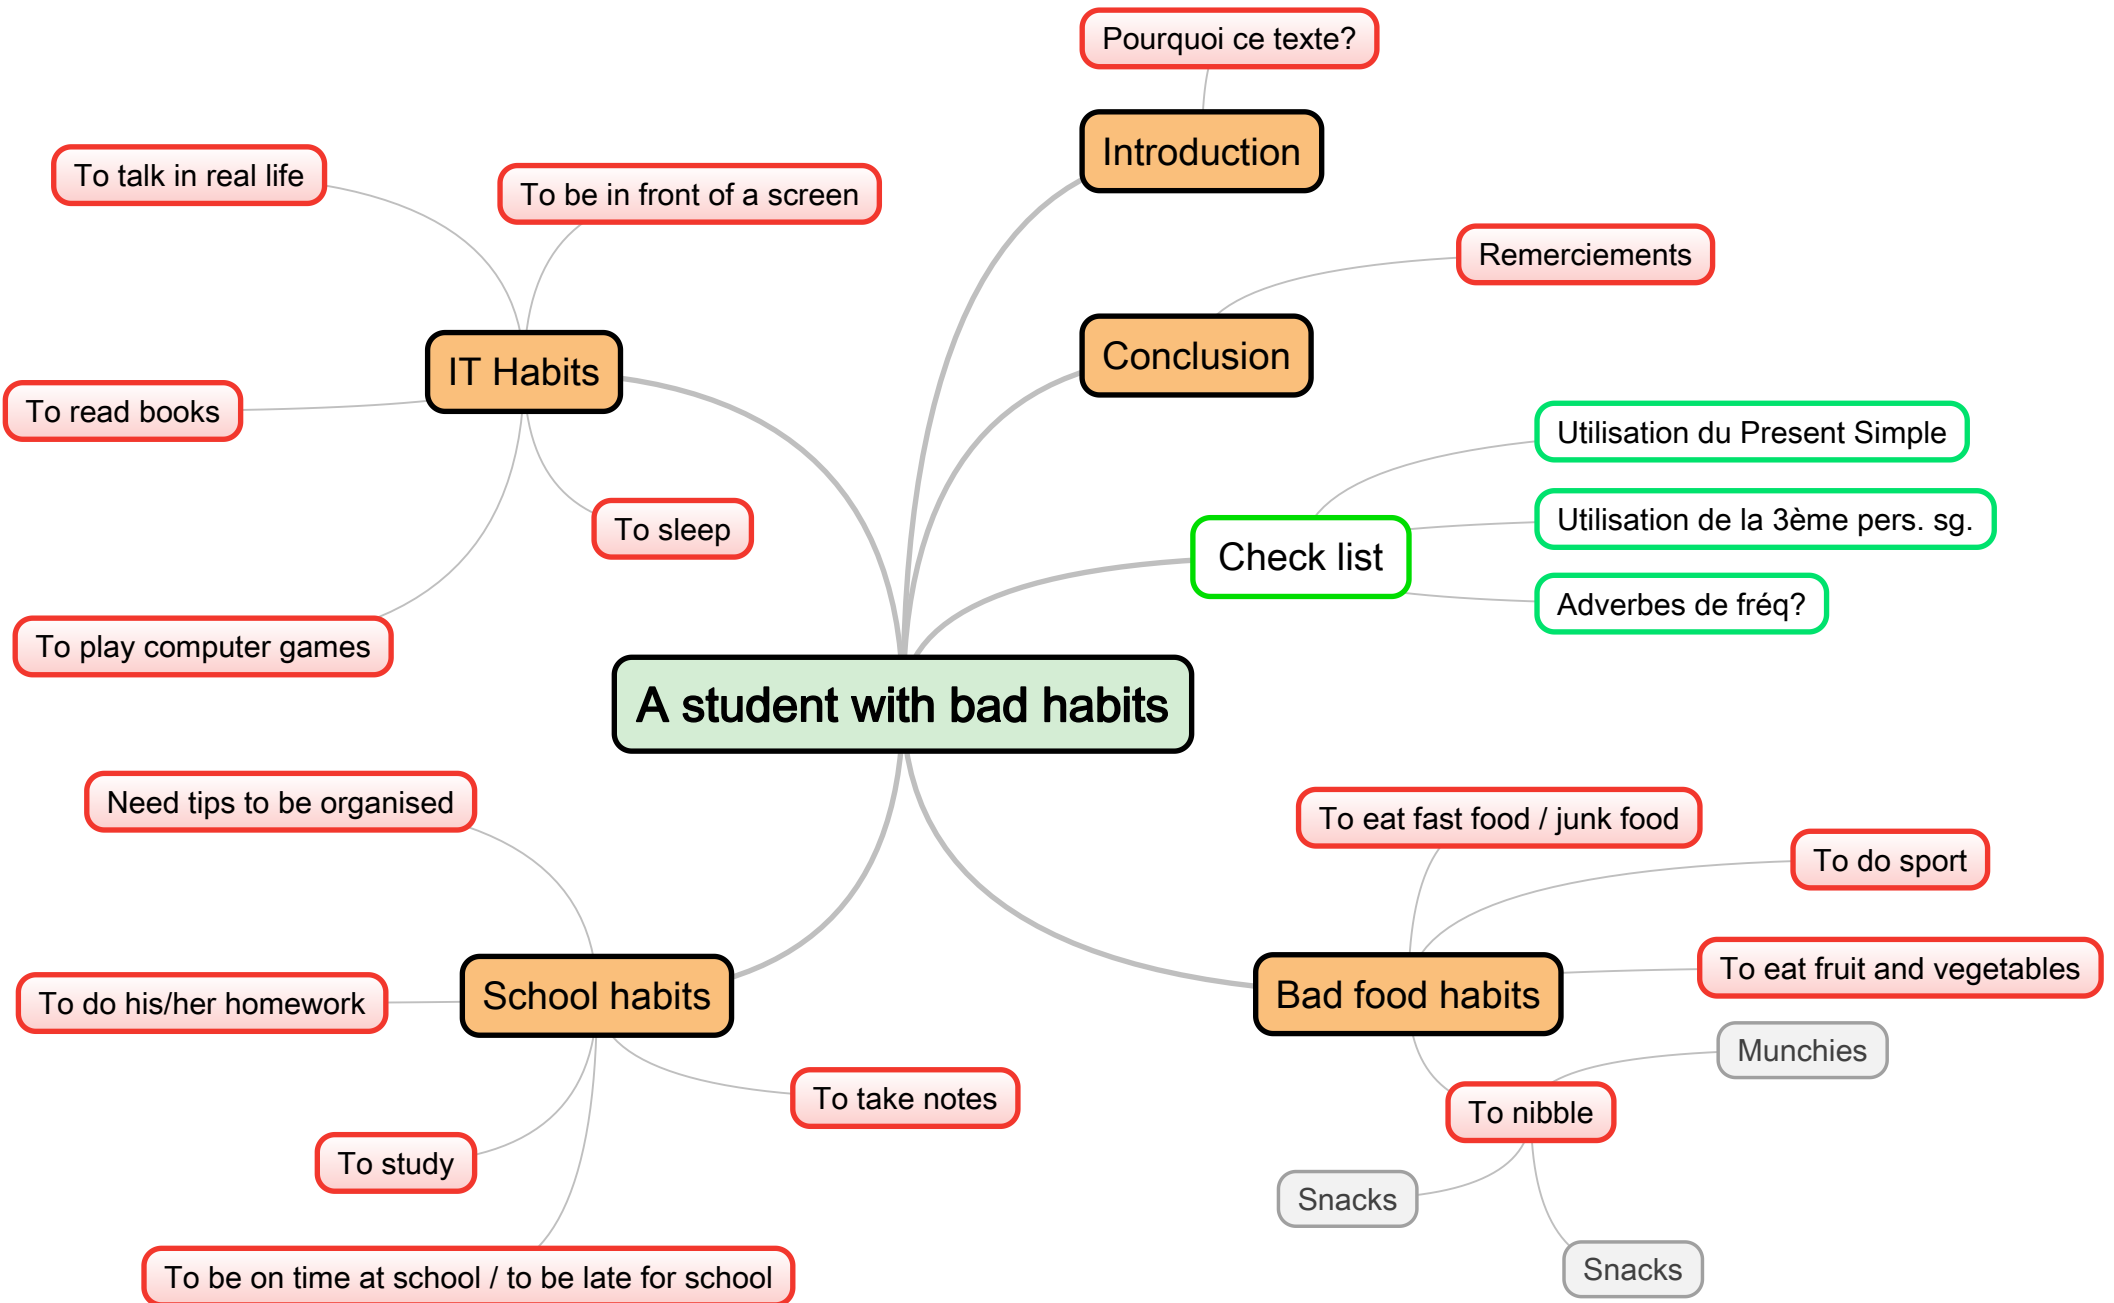 Pourquoi ce texte?
Introduction
To talk in real life
To be in front of a screen
Remerciements
Conclusion
IT Habits
To read books
Utilisation du Present Simple
Utilisation de la 3ème pers. sg.
To sleep
Check list
Adverbes de fréq?
To play computer games
A student with bad habits
Need tips to be organised
To eat fast food / junk food
To do sport
To eat fruit and vegetables
School habits
Bad food habits
To do his/her homework
Munchies
To take notes
To nibble
To study
Snacks
Snacks
To be on time at school / to be late for school